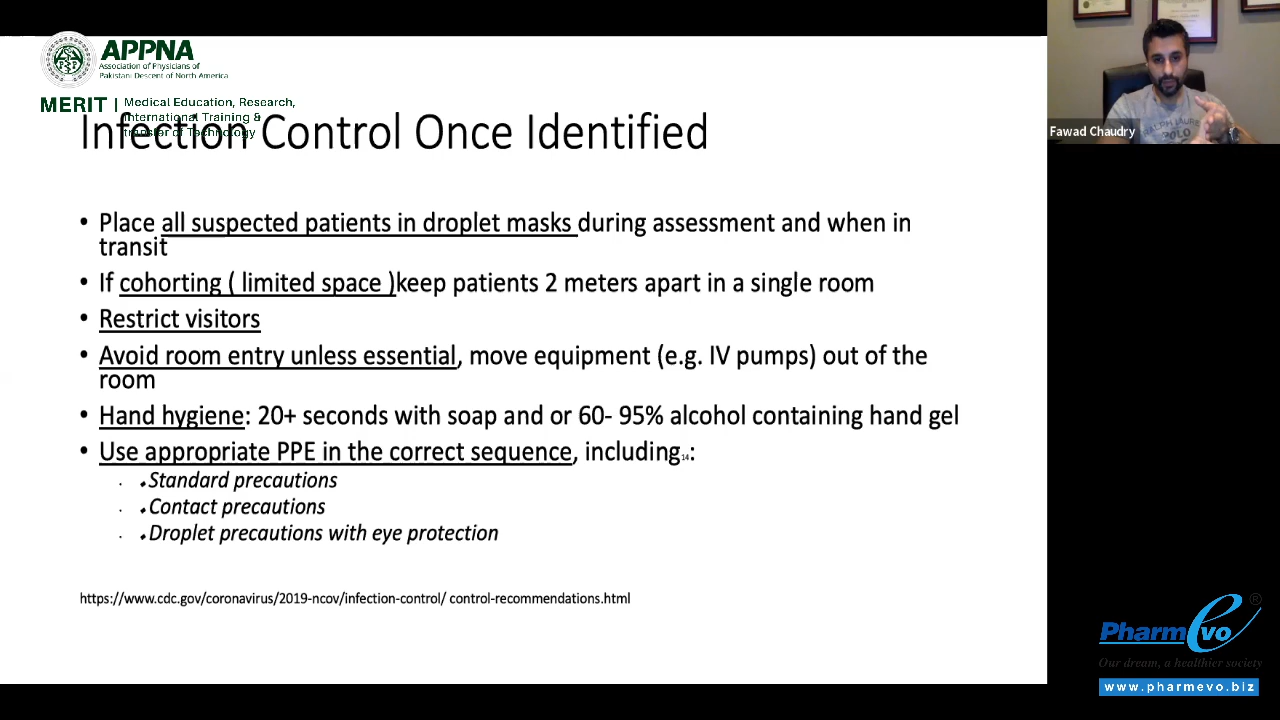 APPNA
Association of Physicians of
Pakistani Descent of North America
MERIT | Medical Education, Research,
International Training &
transfer of Technology
Infection Control Once Identified
• Place all suspected patients in droplet masks during assessment and when in
transit
• If cohorting ( limited space )keep patients 2 meters apart in a single room
• Restrict visitors
• Avoid room entry unless essential, move equipment (e.g. IV pumps) out of the
room
• Hand hygiene: 20+ seconds with soap and or 60- 95% alcohol containing hand gel
• Use appropriate PPE in the correct sequence, including14:
• Standard precautions
• Contact precautions
• Droplet precautions with eye protection
https://www.cdc.gov/coronavirus/2019-ncov/infection-control/ control-recommendations.html
Fawad Chaudry
RALPH LAUREN
POLO
PharmEvo ®
Our dream, a healthier society
www.pharmevo.biz